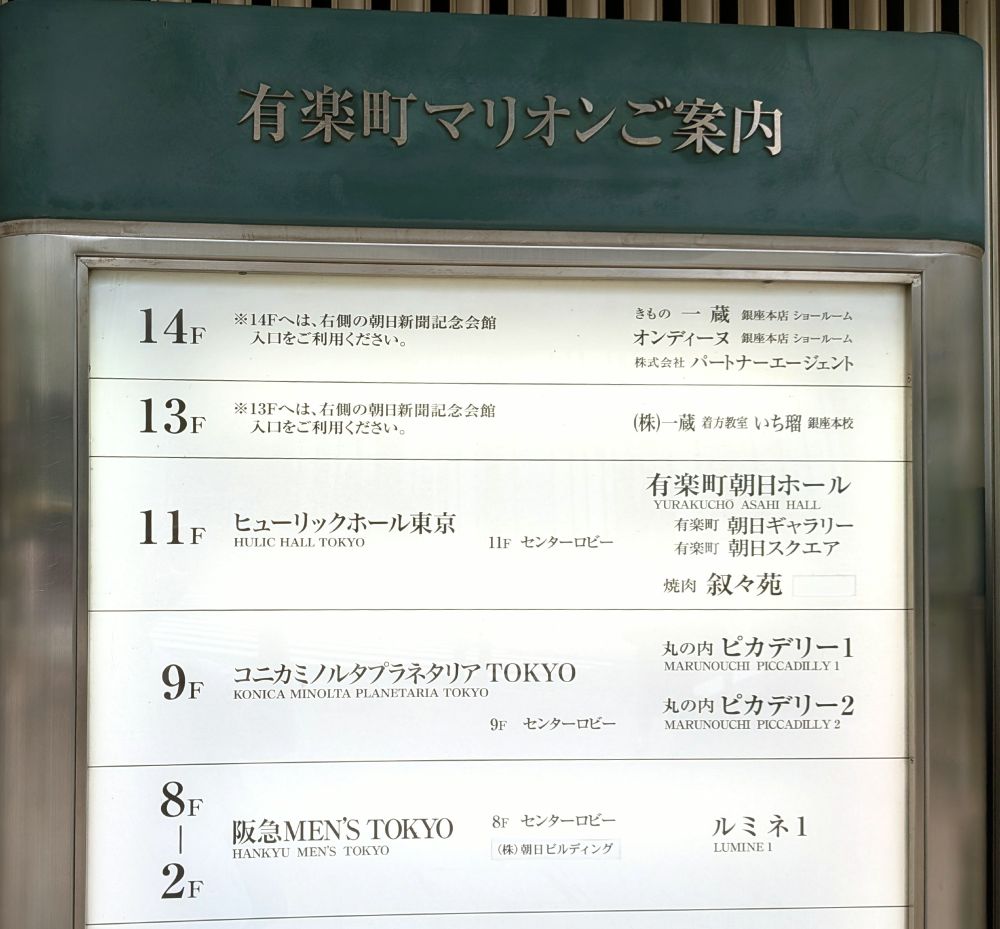 有楽町マリオンご案内
14F
※14Fへは、右側の朝日新聞記念会館
入口をご利用ください。
きもの 一蔵 銀座本店 ショールーム
オンディーヌ 銀座本店 ショールーム
株式会社 パートナーエージェント
13F
※13Fへは、右側の朝日新聞記念会館
入口をご利用ください。
(株)一蔵 着方教室 いち瑠 銀座本校
11F
ヒューリックホール東京
HULIC HALL TOKYO
11F センターロビー
有楽町朝日ホール
YURAKUCHO ASAHI HALL
有楽町 朝日ギャラリー
有楽町 朝日スクエア
焼肉 叙々苑
9F
コニカミノルタプラネタリア TOKYO
KONICA MINOLTA PLANETARIA TOKYO
9F センターロビー
丸の内 ピカデリー1
MARUNOUCHI PICCADILLY 1
丸の内 ピカデリー2
MARUNOUCHI PICCADILLY 2
8F
|
2F
阪急MEN'S TOKYO
HANKYU MEN'S TOKYO
8F センターロビー
(株)朝日ビルディング
ルミネ1
LUMINE 1